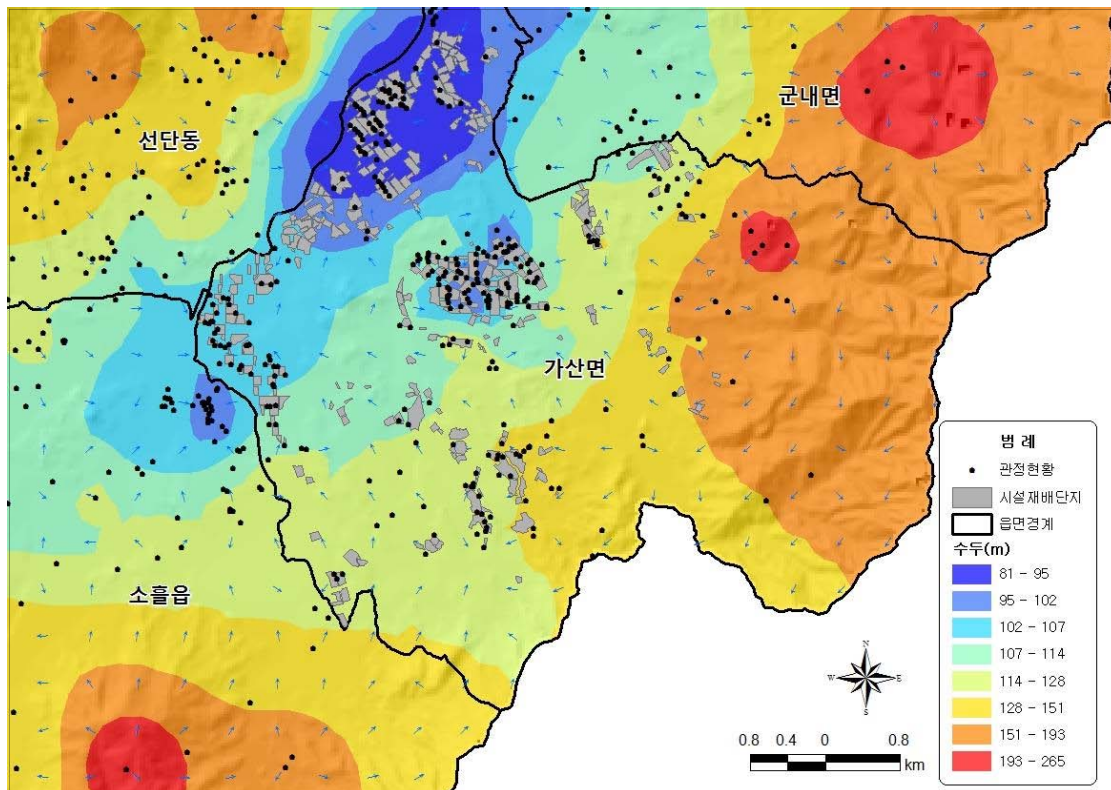 군내면
선단동
가산면
소흘읍
범 례
관정현황
시설재배단지
읍면경계
수두(m)
81 - 95
95 - 102
102 - 107
107 - 114
114 - 128
128 - 151
151 - 193
193 - 265
N
W E
S
0.8 0.4 0 0.8
km